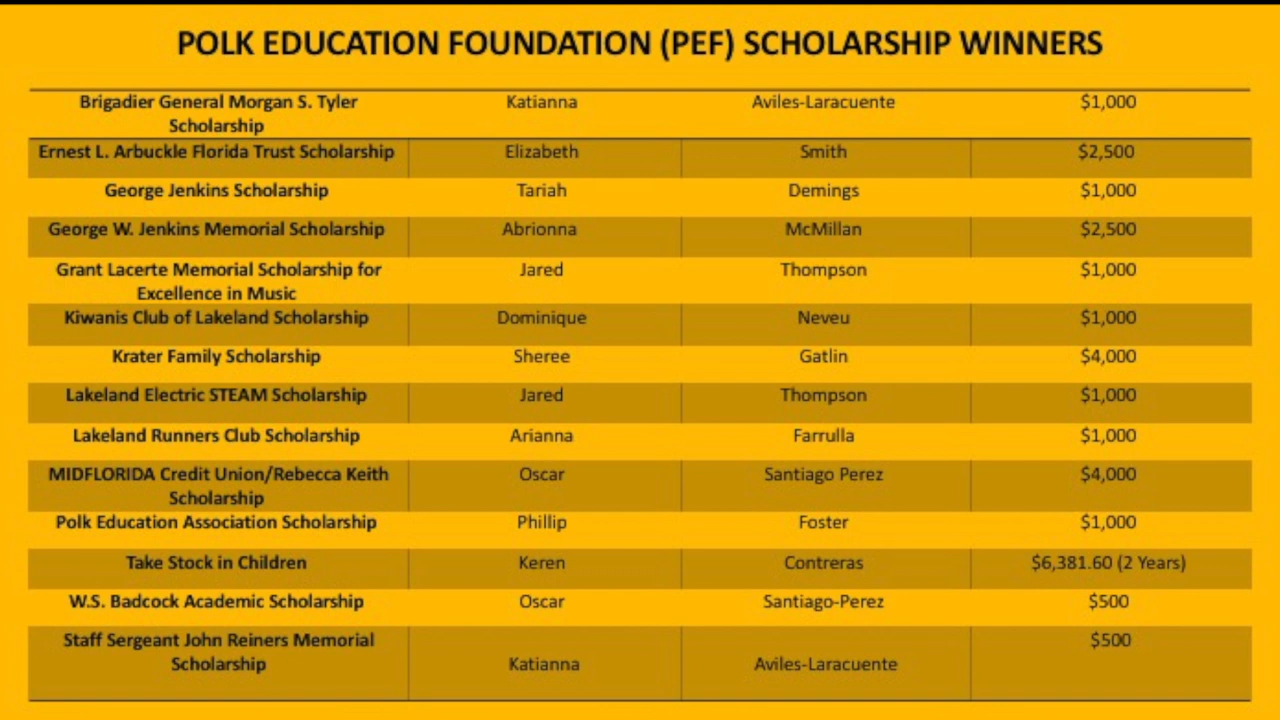 POLK EDUCATION FOUNDATION (PEF) SCHOLARSHIP WINNERS
Brigadier General Morgan S. Tyler Scholarship Katianna Aviles-Laracuente $1,000
Ernest L. Arbuckle Florida Trust Scholarship Elizabeth Smith $2,500
George Jenkins Scholarship Tariah Demings $1,000
George W. Jenkins Memorial Scholarship Abrionna McMillan $2,500
Grant Lacerte Memorial Scholarship for Excellence in Music Jared Thompson $1,000
Kiwanis Club of Lakeland Scholarship Dominique Neveu $1,000
Krater Family Scholarship Sheree Gatlin $4,000
Lakeland Electric STEAM Scholarship Jared Thompson $1,000
Lakeland Runners Club Scholarship Arianna Farrulla $1,000
MIDFLORIDA Credit Union/Rebecca Keith Scholarship Oscar Santiago Perez $4,000
Polk Education Association Scholarship Phillip Foster $1,000
Take Stock in Children Keren Contreras $6,381.60 (2 Years)
W.S. Badcock Academic Scholarship Oscar Santiago-Perez $500
Staff Sergeant John Reiners Memorial Scholarship Katianna Aviles-Laracuente $500